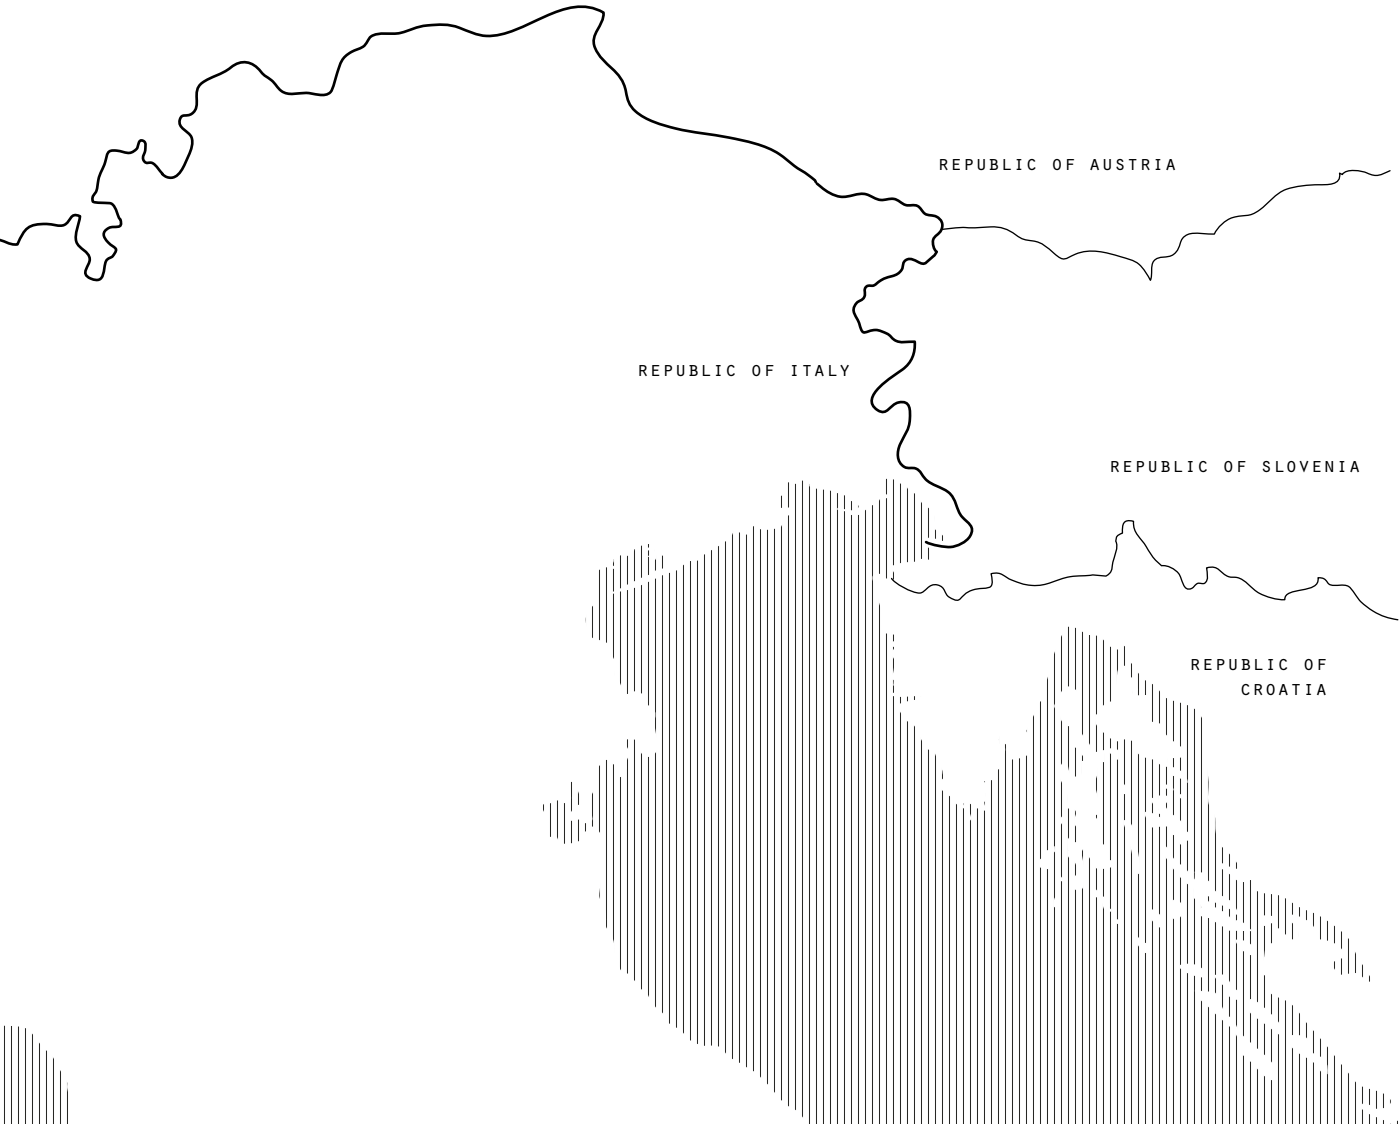 REPUBLIC OF AUSTRIA
REPUBLIC OF ITALY
REPUBLIC OF SLOVENIA
REPUBLIC OF
CROATIA